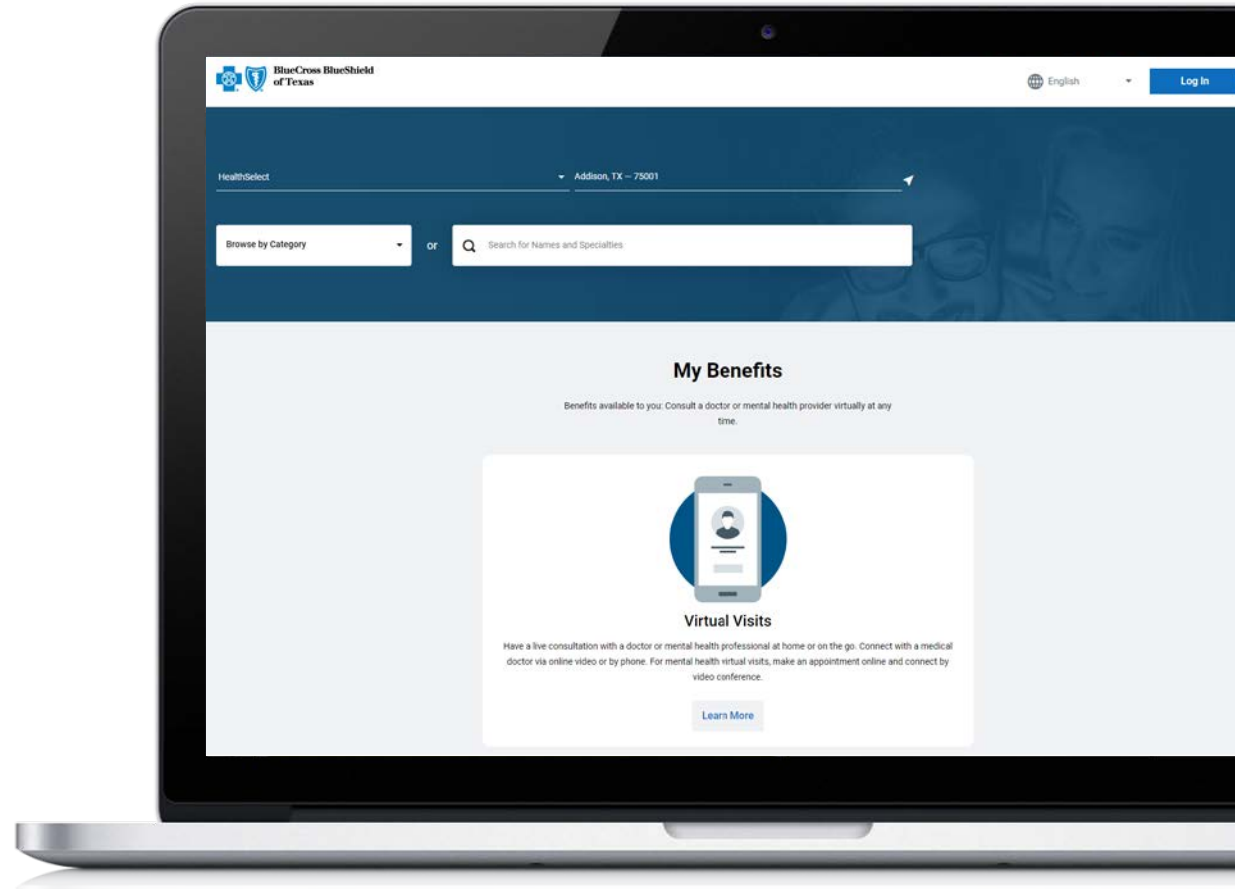 BlueCross BlueShield
of Texas
English
Log In
HealthSelect
Addison, TX – 75001
Browse by Category
or
Search for Names and Specialties
My Benefits
Benefits available to you: Consult a doctor or mental health provider virtually at any
time.
Virtual Visits
Have a live consultation with a doctor or mental health professional at home or on the go. Connect with a medical
doctor via online video or by phone. For mental health virtual visits, make an appointment online and connect by
video conference.
Learn More